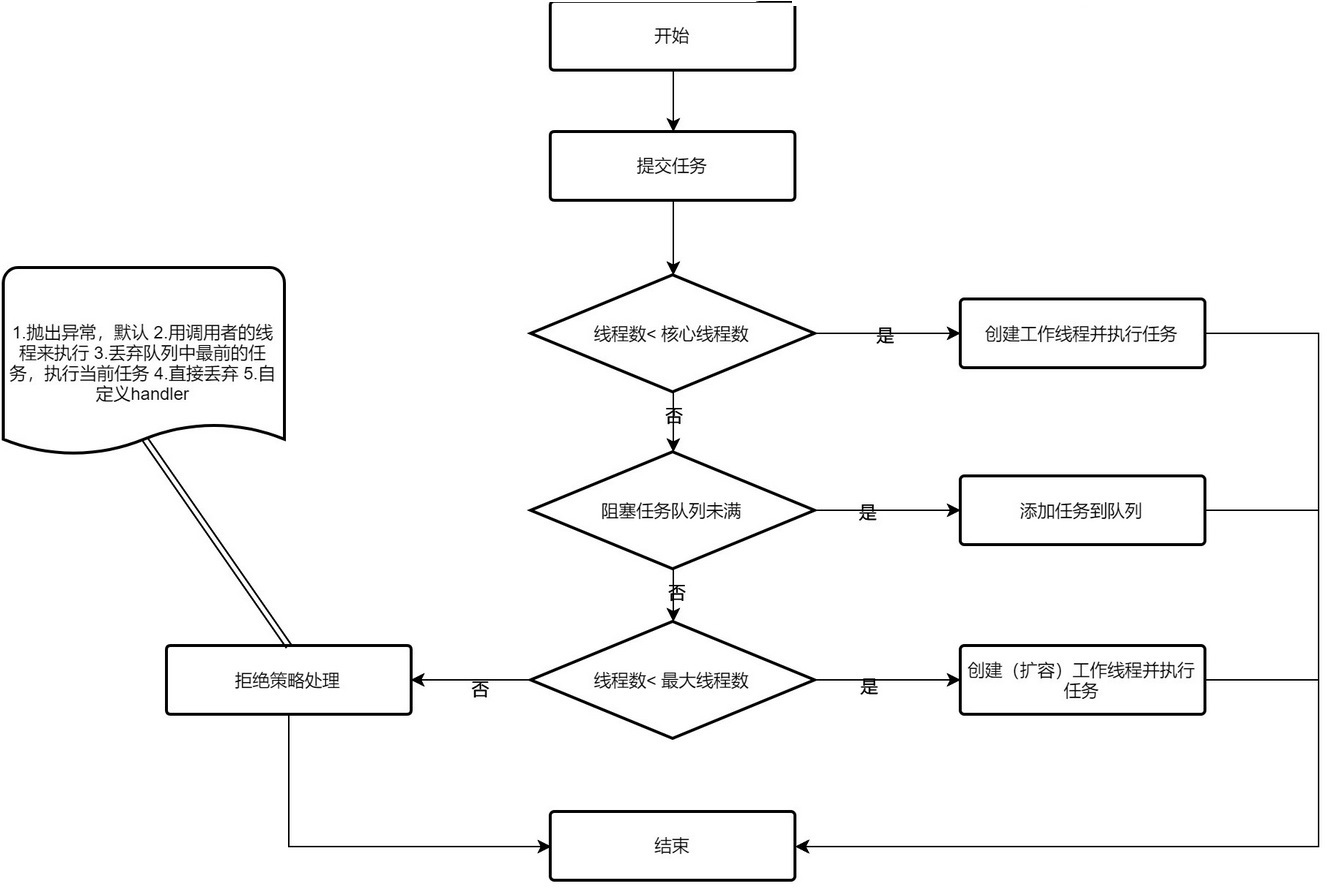 开始
提交任务
1.抛出异常，默认 2.用调用者的线
程来执行 3.丢弃队列中最前的任
务，执行当前任务 4.直接丢弃 5.自
定义handler
线程数< 核心线程数
是
创建工作线程并执行任务
否
阻塞任务队列未满
是
添加任务到队列
否
拒绝策略处理
否
线程数< 最大线程数
是
创建（扩容）工作线程并执行
任务
结束